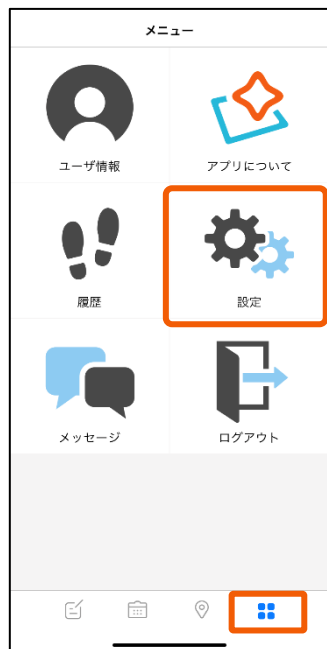 メニュー
ユーザ情報
アプリについて
履歴
設定
メッセージ
ログアウト